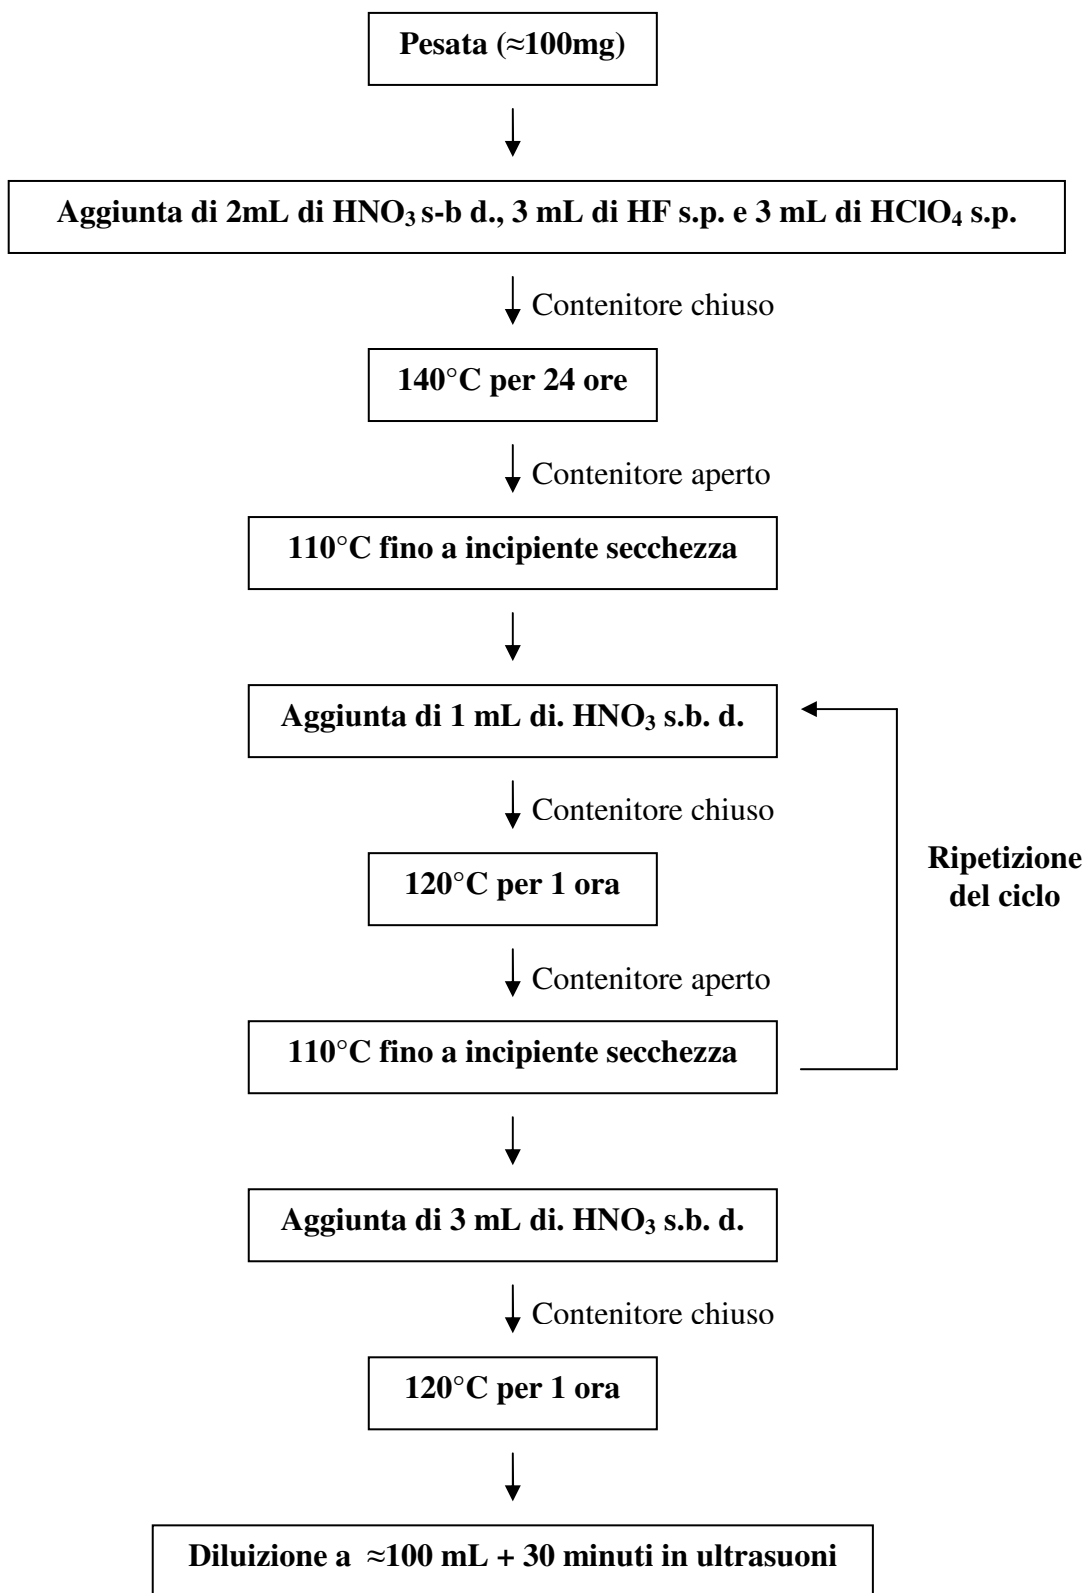 Pesata (≈100mg)
Aggiunta di 2mL di HNO₃ s-b d., 3 mL di HF s.p. e 3 mL di HClO₄ s.p.
Contenitore chiuso
140°C per 24 ore
Contenitore aperto
110°C fino a incipiente secchezza
Aggiunta di 1 mL di. HNO₃ s.b. d.
Contenitore chiuso
120°C per 1 ora
Ripetizione
del ciclo
Contenitore aperto
110°C fino a incipiente secchezza
Aggiunta di 3 mL di. HNO₃ s.b. d.
Contenitore chiuso
120°C per 1 ora
Diluizione a ≈100 mL + 30 minuti in ultrasuoni